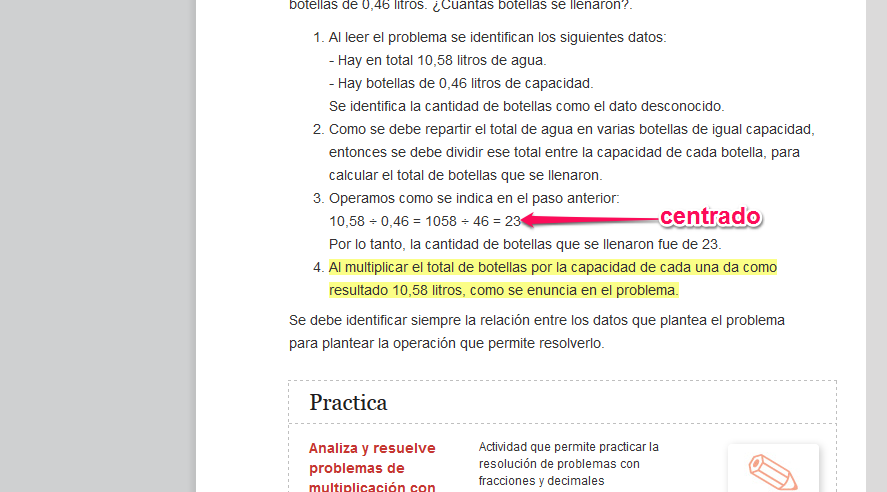 botellas de 0,46 litros. ¿Cuántas botellas se llenaron?.
1. Al leer el problema se identifican los siguientes datos:
- Hay en total 10,58 litros de agua.
- Hay botellas de 0,46 litros de capacidad.
Se identifica la cantidad de botellas como el dato desconocido.
2. Como se debe repartir el total de agua en varias botellas de igual capacidad,
entonces se debe dividir ese total entre la capacidad de cada botella, para
calcular el total de botellas que se llenaron.
3. Operamos como se indica en el paso anterior:
10,58 ÷ 0,46 = 1058 ÷ 46 = 23
centrado
Por lo tanto, la cantidad de botellas que se llenaron fue de 23.
4. Al multiplicar el total de botellas por la capacidad de cada una da como
resultado 10,58 litros, como se enuncia en el problema.
Se debe identificar siempre la relación entre los datos que plantea el problema
para plantear la operación que permite resolverlo.
Practica
Analiza y resuelve
problemas de
multiplicación con
Actividad que permite practicar la
resolución de problemas con
fracciones y decimales